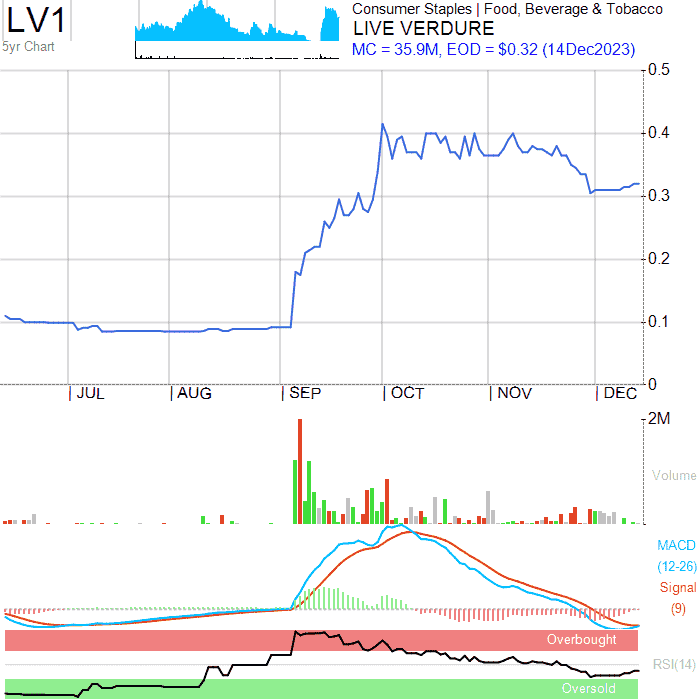 LV1
5yr Chart
Consumer Staples | Food, Beverage & Tobacco
LIVE VERDURE
MC = 35.9M, EOD = $0.32 (14Dec2023)
0.5
0.4
0.3
0.2
0.1
0
JUL
AUG
SEP
OCT
NOV
DEC
2M
Volume
MACD
(12-26)
Signal
(9)
Overbought
RSI(14)
Oversold